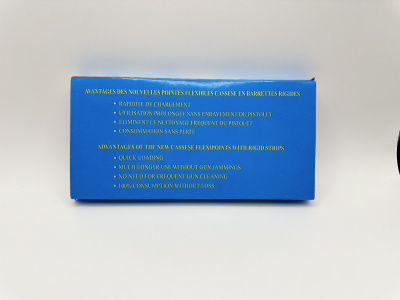 AVANTAGES DES NOUVELLES POINTES FLEXIBLES CASSESE EN BARRETTES RIGIDES
• RAPIDITE DE CHARGEMENT
• UTILISATION PROLONGEE SANS ENRAYEMENT DU PISTOLET
• ELIMINENT LE NETTOYAGE FREQUENT DU PISTOLET
• CONSOMMATION SANS PERTE
ADVANTAGES OF THE NEW CASSESE FLEXIPOINTS WITH RIGID STRIPS
• QUICK LOADING
• MUCH LONGER USE WITHOUT GUN JAMMINGS
• NO NEED FOR FREQUENT GUN CLEANING
• 100% CONSUMPTION WITHOUT LOSS